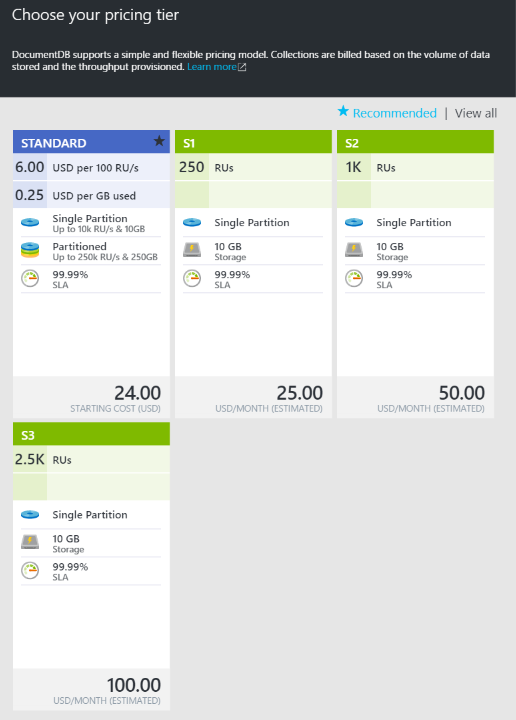 Choose your pricing tier
DocumentDB supports a simple and flexible pricing model. Collections are billed based on the volume of data
stored and the throughput provisioned. Learn more
Recommended | View all
STANDARD
6.00 USD per 100 RU/s
0.25 USD per GB used
Single Partition
Up to 10k RU/s & 10GB
Partitioned
Up to 250k RU/s & 250GB
99.99%
SLA
24.00
STARTING COST (USD)
S1
250 RUs
Single Partition
10 GB
Storage
99.99%
SLA
25.00
USD/MONTH (ESTIMATED)
S2
1K RUs
Single Partition
10 GB
Storage
99.99%
SLA
50.00
USD/MONTH (ESTIMATED)
S3
2.5K RUs
Single Partition
10 GB
Storage
99.99%
SLA
100.00
USD/MONTH (ESTIMATED)